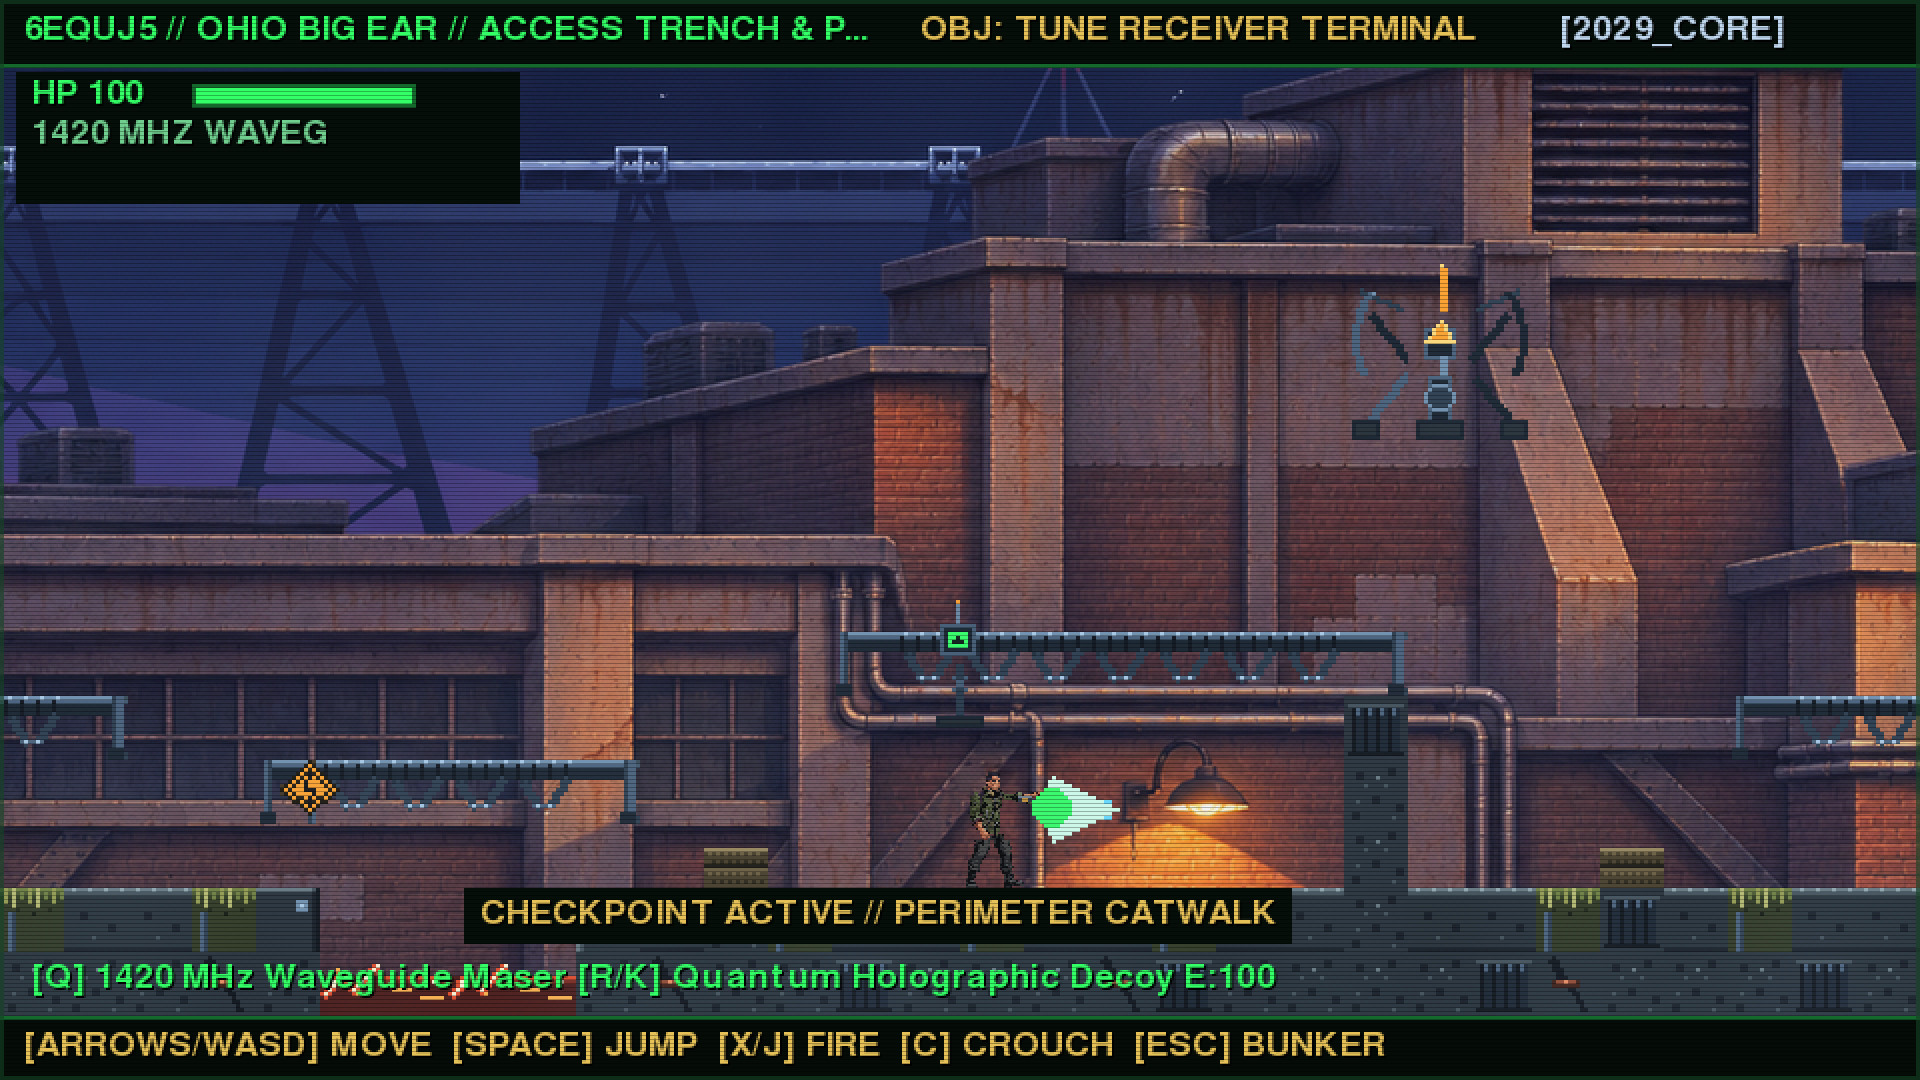 6EQUJ5 // OHIO BIG EAR // ACCESS TRENCH & P... OBJ: TUNE RECEIVER TERMINAL [2029_CORE]
HP 100
1420 MHZ WAVEG
CHECKPOINT ACTIVE // PERIMETER CATWALK
[Q] 1420 MHz Waveguide Maser [R/K] Quantum Holographic Decoy E:100
[ARROWS/WASD] MOVE [SPACE] JUMP [X/J] FIRE [C] CROUCH [ESC] BUNKER